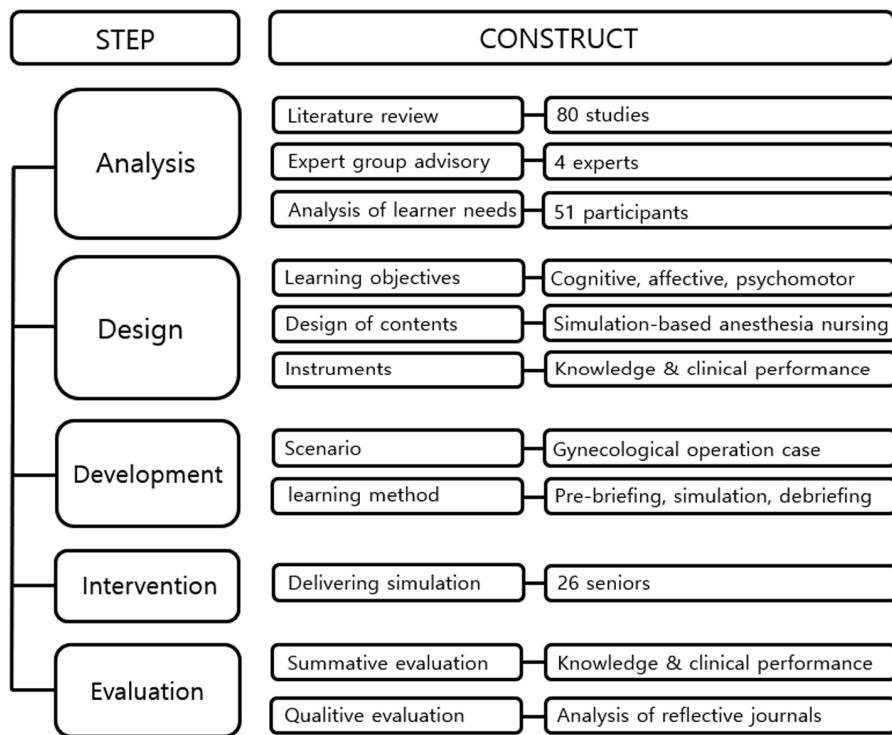 STEP
CONSTRUCT
Analysis
Literature review
80 studies
Expert group advisory
4 experts
Analysis of learner needs
51 participants
Design
Learning objectives
Cognitive, affective, psychomotor
Design of contents
Simulation-based anesthesia nursing
Instruments
Knowledge & clinical performance
Development
Scenario
Gynecological operation case
learning method
Pre-briefing, simulation, debriefing
Intervention
Delivering simulation
26 seniors
Evaluation
Summative evaluation
Knowledge & clinical performance
Qualitive evaluation
Analysis of reflective journals